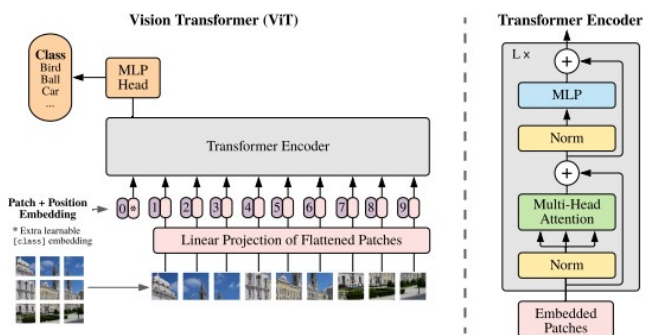 Vision Transformer (ViT)
Class
Bird
Ball
Car
...
MLP
Head
Transformer Encoder
Patch + Position
Embedding
* Extra learnable
[class] embedding
0 * 1 2 3 4 5 6 7 8 9
Linear Projection of Flattened Patches
Transformer Encoder
L x
+
MLP
Norm
+
Multi-Head
Attention
Norm
Embedded
Patches